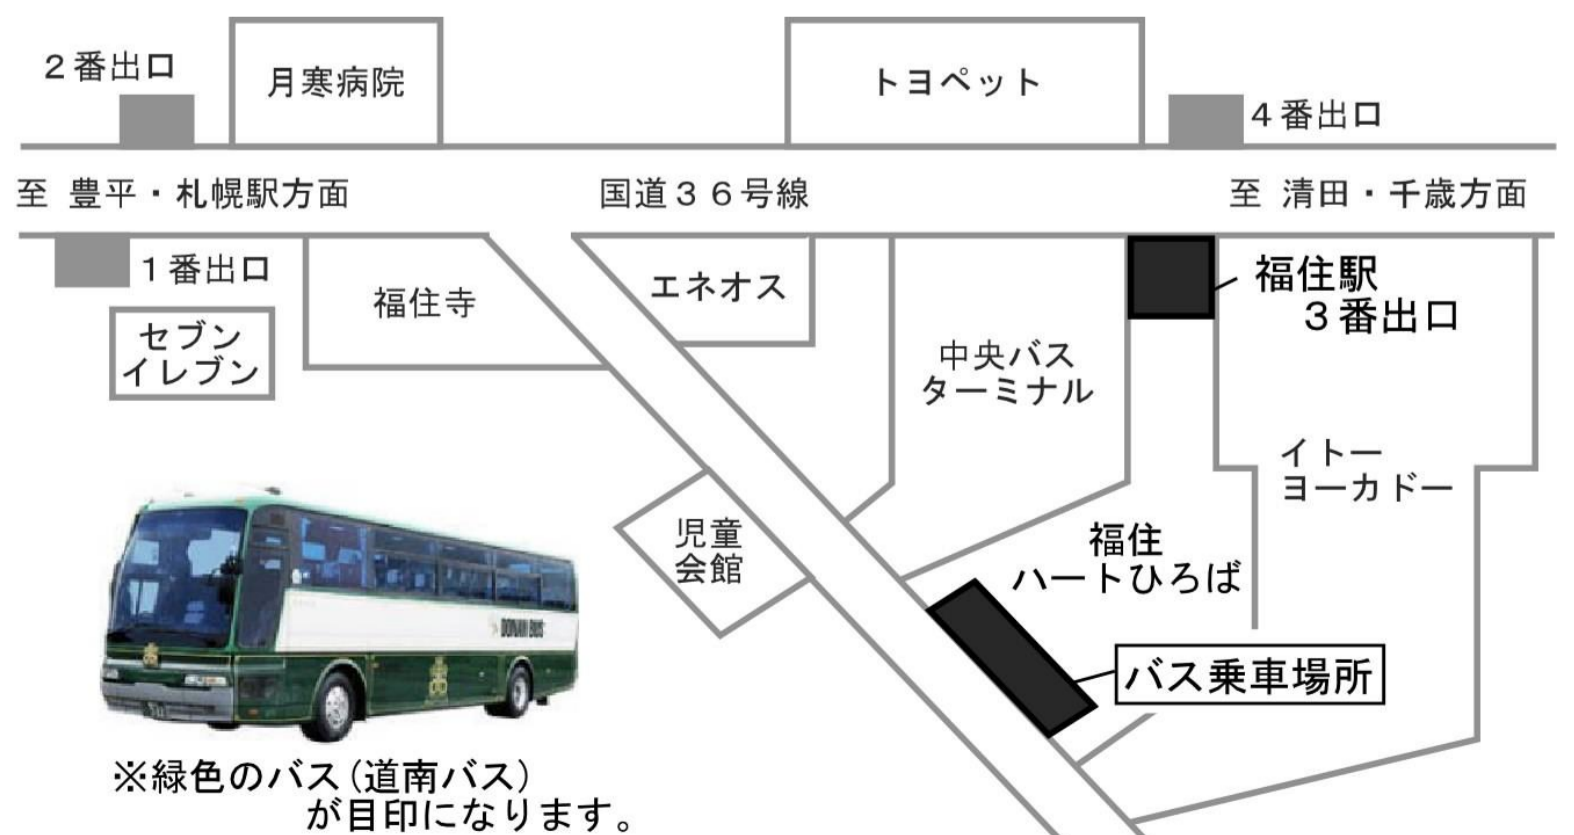 2番出口
月寒病院
トヨペット
4番出口
至 豊平・札幌駅方面
国道36号線
至 清田・千歳方面
1番出口
福住寺
エネオス
福住駅
3番出口
セブン
イレブン
中央バス
ターミナル
イトー
ヨーカドー
児童
会館
福住
ハートひろば
バス乗車場所
DONAN BUS
※緑色のバス(道南バス)
が目印になります。